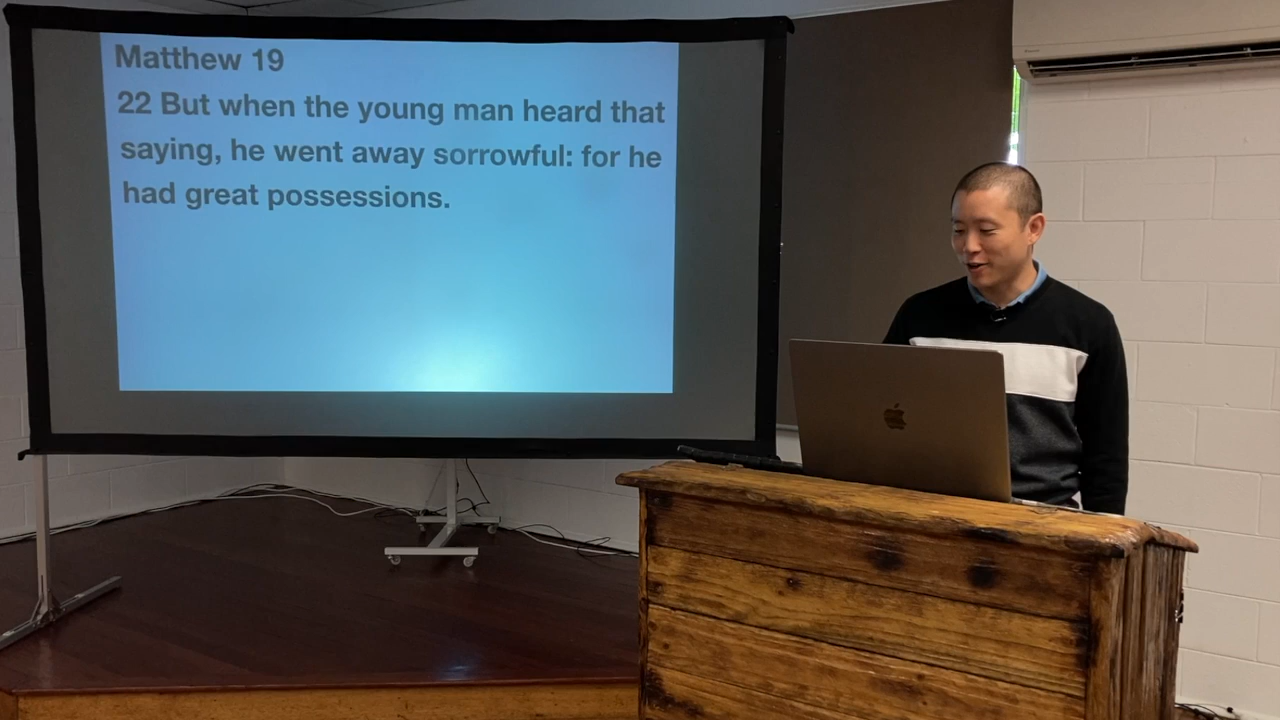 Matthew 19
22 But when the young man heard that
saying, he went away sorrowful: for he
had great possessions.